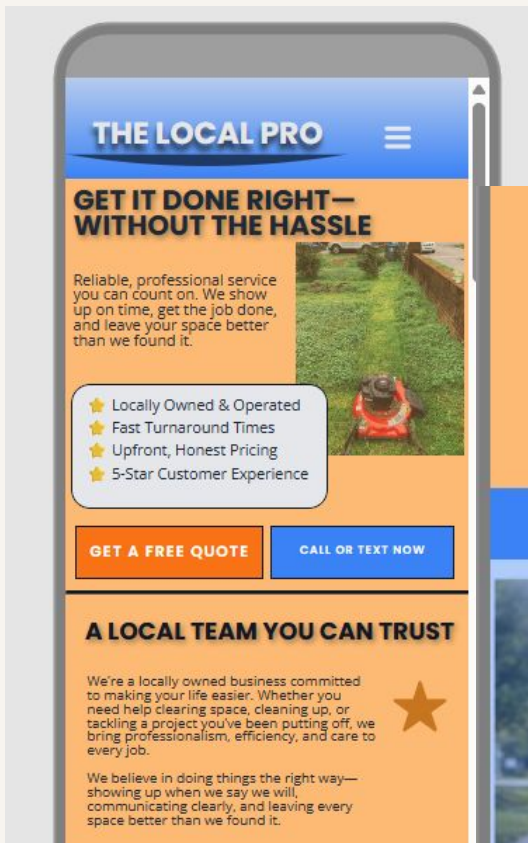 THE LOCAL PRO
GET IT DONE RIGHT—
WITHOUT THE HASSLE
Reliable, professional service
you can count on. We show
up on time, get the job done,
and leave your space better
than we found it.
Locally Owned & Operated
Fast Turnaround Times
Upfront, Honest Pricing
5-Star Customer Experience
GET A FREE QUOTE
CALL OR TEXT NOW
A LOCAL TEAM YOU CAN TRUST
We're a locally owned business committed
to making your life easier. Whether you
need help clearing space, cleaning up, or
tackling a project you've been putting off, we
bring professionalism, efficiency, and care to
every job.
We believe in doing things the right way—
showing up when we say we will,
communicating clearly, and leaving every
space better than we found it.